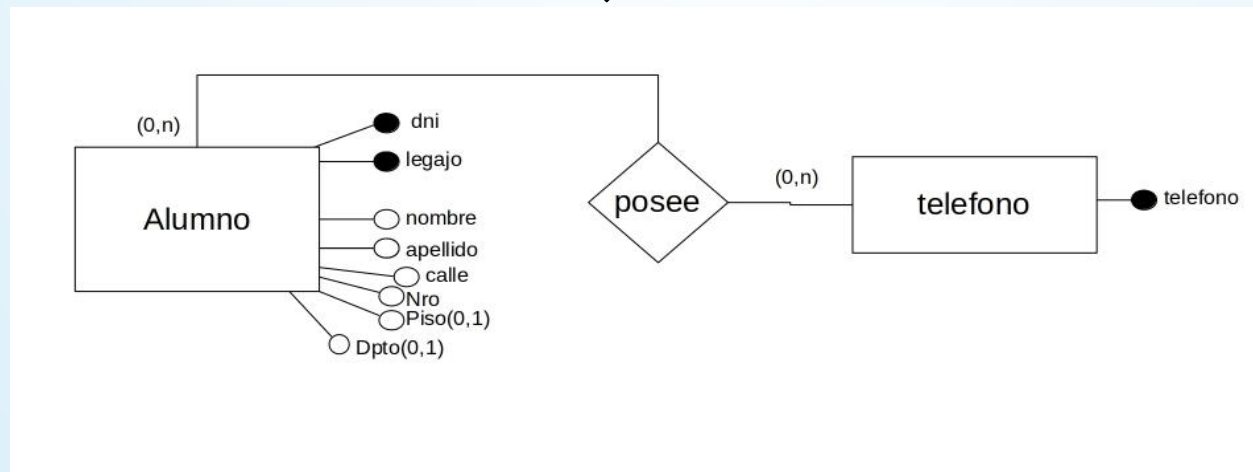 (0,n)
dni
legajo
Alumno
nombre
apellido
calle
Nro
Piso(0,1)
Dpto(0,1)
posee
(0,n)
telefono
telefono